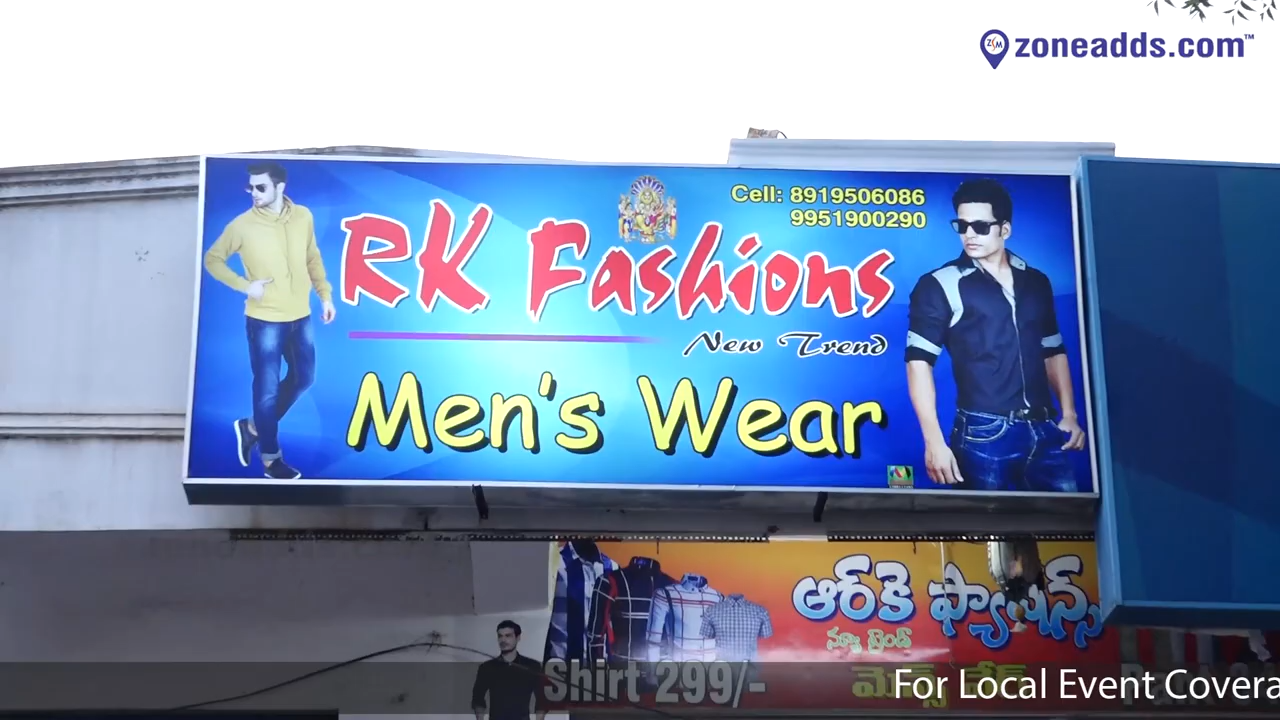 zoneadds.com™
Cell: 8919506086
9951900290
RK Fashions
New Trend
Men's Wear
ఆర్.కె ఫ్యాషన్స్
న్యూ ట్రెండ్
మెన్స్ వేర్
Shirt 299/-
For Local Event Covera